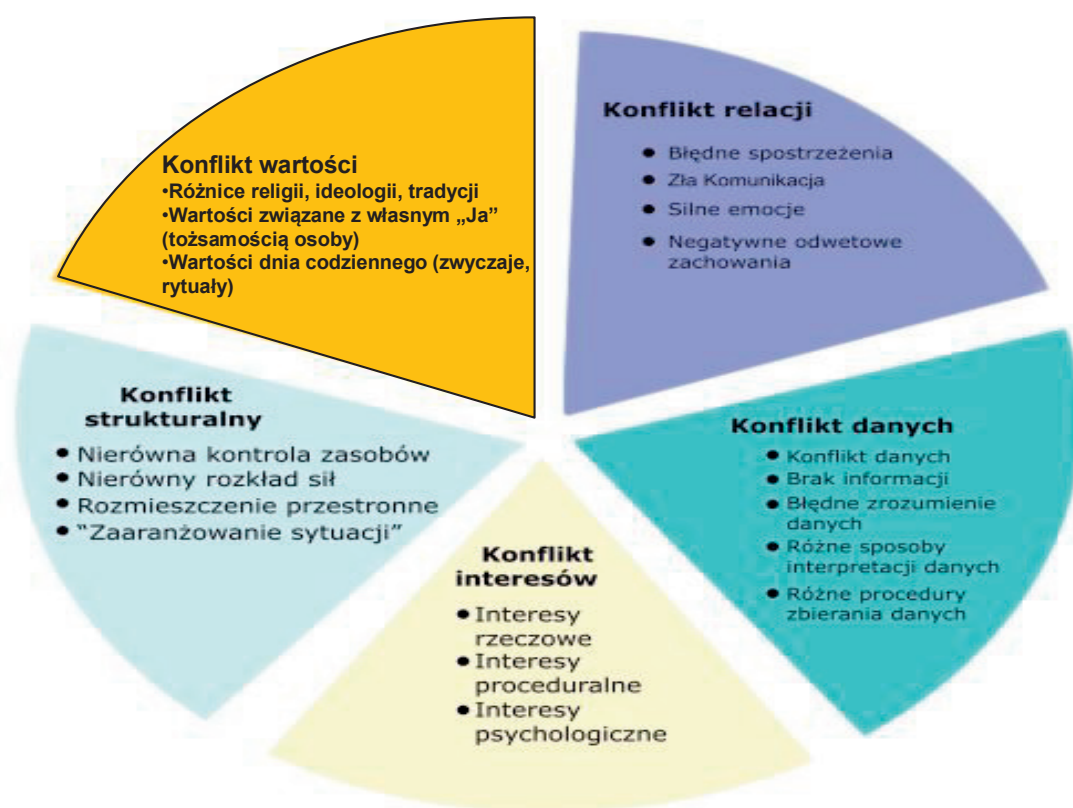 Konflikt wartości
•Różnice religii, ideologii, tradycji
•Wartości związane z własnym „Ja”
(tożsamością osoby)
•Wartości dnia codziennego (zwyczaje,
rytuały)
Konflikt relacji
● Błędne spostrzeżenia
● Zła Komunikacja
● Silne emocje
● Negatywne odwetowe
zachowania
Konflikt danych
● Konflikt danych
● Brak informacji
● Błędne zrozumienie
danych
● Różne sposoby
interpretacji danych
● Różne procedury
zbierania danych
Konflikt
interesów
● Interesy
rzeczowe
● Interesy
proceduralne
● Interesy
psychologiczne
Konflikt
strukturalny
● Nierówna kontrola zasobów
● Nierówny rozkład sił
● Rozmieszczenie przestronne
● “Zaaranżowanie sytuacji”